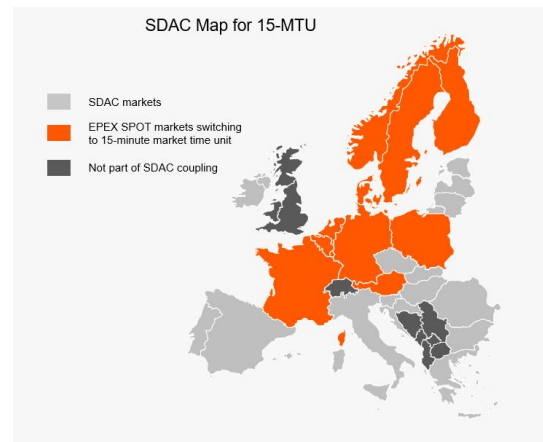 SDAC Map for 15-MTU
SDAC markets
EPEX SPOT markets switching
to 15-minute market time unit
Not part of SDAC coupling